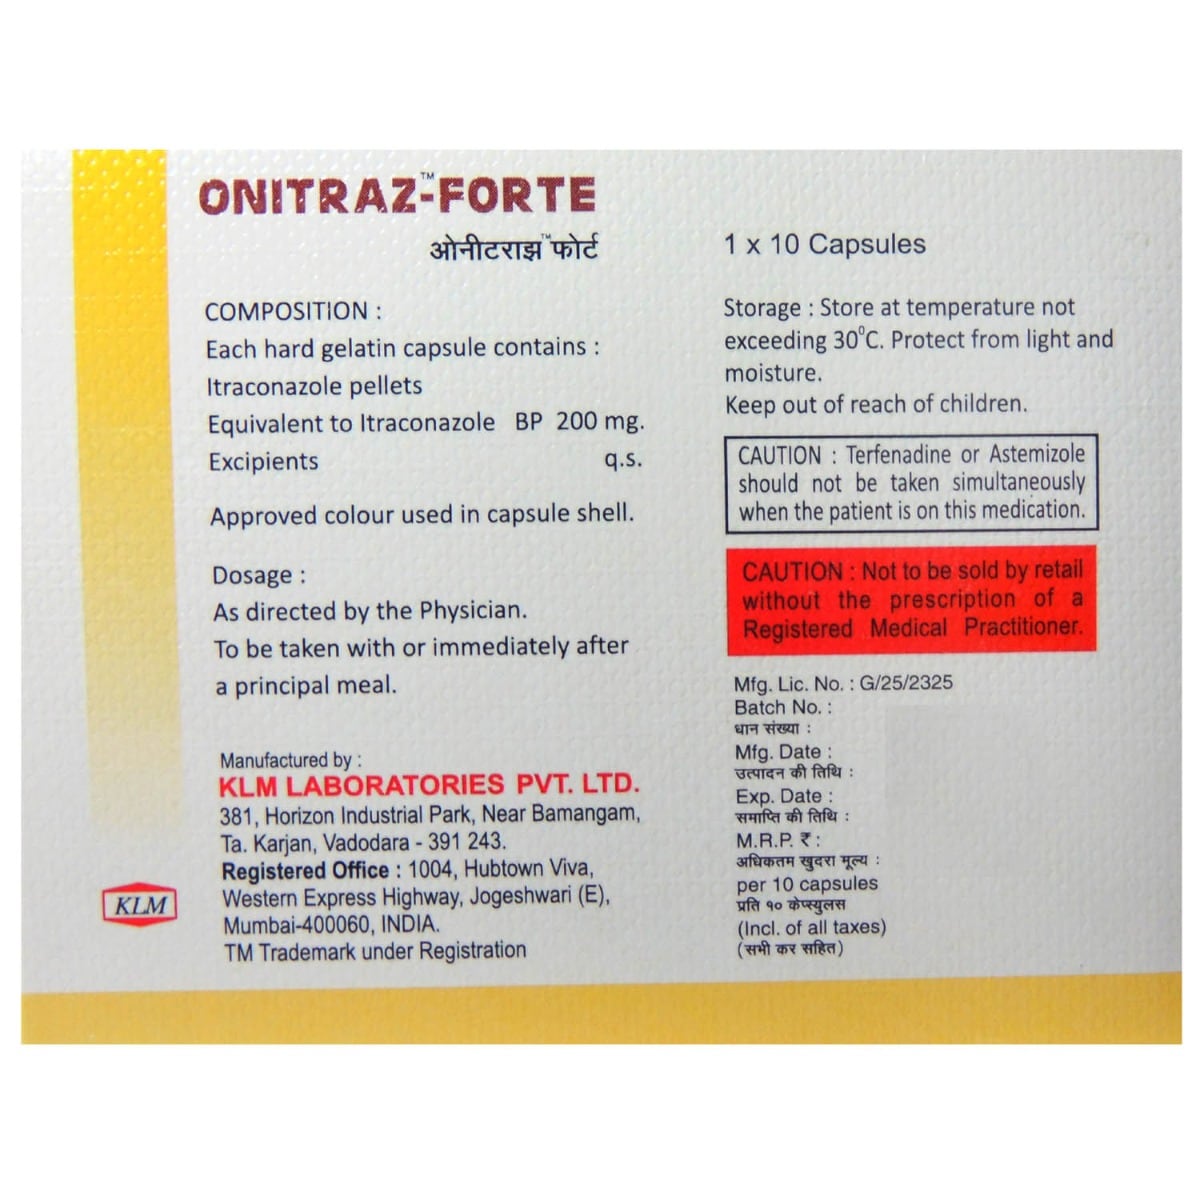 ONITRAZ™-FORTE
ओनीटराझ™फोर्ट
COMPOSITION :
Each hard gelatin capsule contains :
Itraconazole pellets
Equivalent to Itraconazole BP 200 mg.
Excipients q.s.
Approved colour used in capsule shell.
Dosage :
As directed by the Physician.
To be taken with or immediately after
a principal meal.
Manufactured by :
KLM LABORATORIES PVT. LTD.
381, Horizon Industrial Park, Near Bamangam,
Ta. Karjan, Vadodara - 391 243.
Registered Office : 1004, Hubtown Viva,
Western Express Highway, Jogeshwari (E),
Mumbai-400060, INDIA.
TM Trademark under Registration
KLM
1 x 10 Capsules
Storage : Store at temperature not
exceeding 30⁰C. Protect from light and
moisture.
Keep out of reach of children.
CAUTION : Terfenadine or Astemizole
should not be taken simultaneously
when the patient is on this medication.
CAUTION : Not to be sold by retail
without the prescription of a
Registered Medical Practitioner.
Mfg. Lic. No. : G/25/2325
Batch No. :
धान संख्या :
Mfg. Date :
उत्पादन की तिथि :
Exp. Date :
समाप्ति की तिथि :
M.R.P. ₹ :
अधिकतम खुदरा मूल्य :
per 10 capsules
प्रति १० केप्स्युलस
(Incl. of all taxes)
(सभी कर सहित)